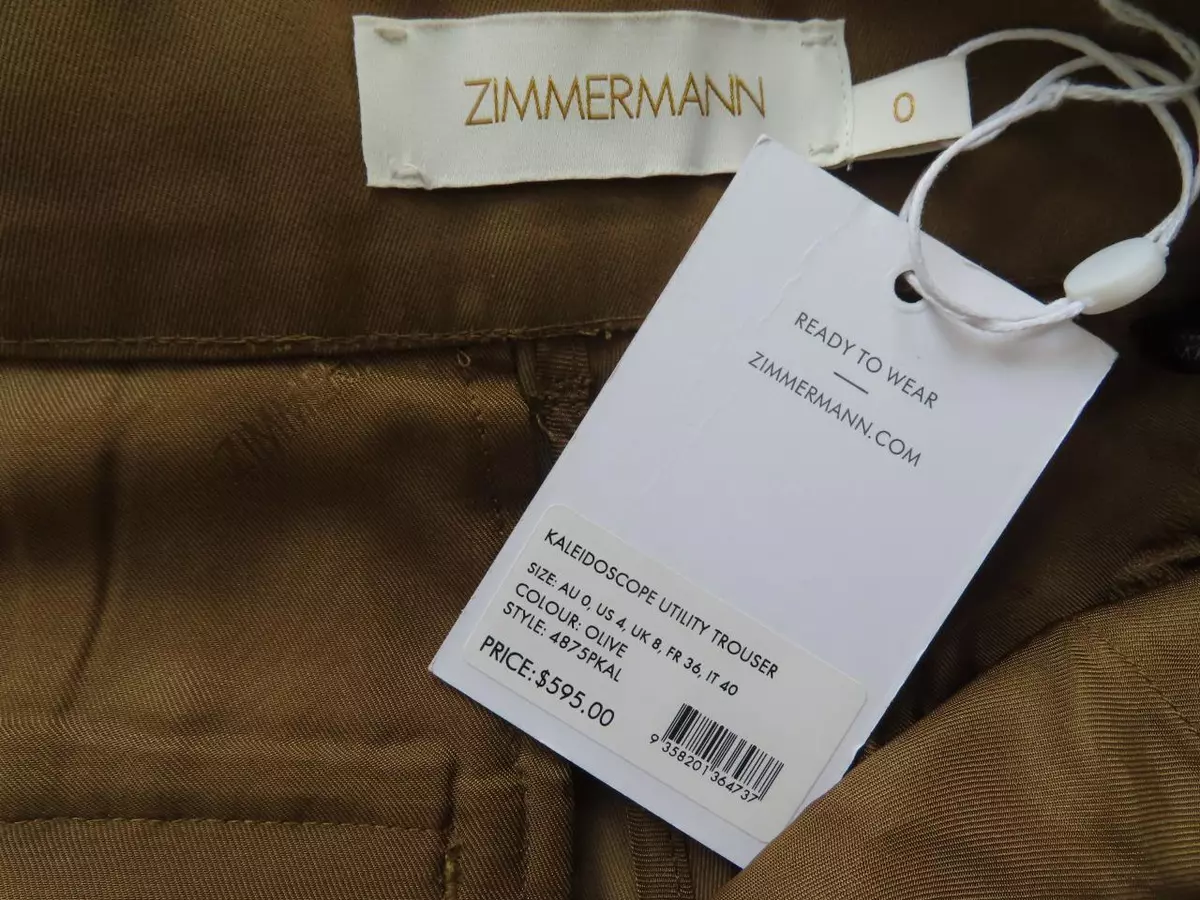 ZIMMERMANN
0
READY TO WEAR
ZIMMERMANN.COM
KALEIDOSCOPE UTILITY TROUSER
SIZE: AU 0, US 4, UK 8, FR 36, IT 40
COLOUR: OLIVE
STYLE: 4875PKAL
PRICE: $595.00
9 358201 364737